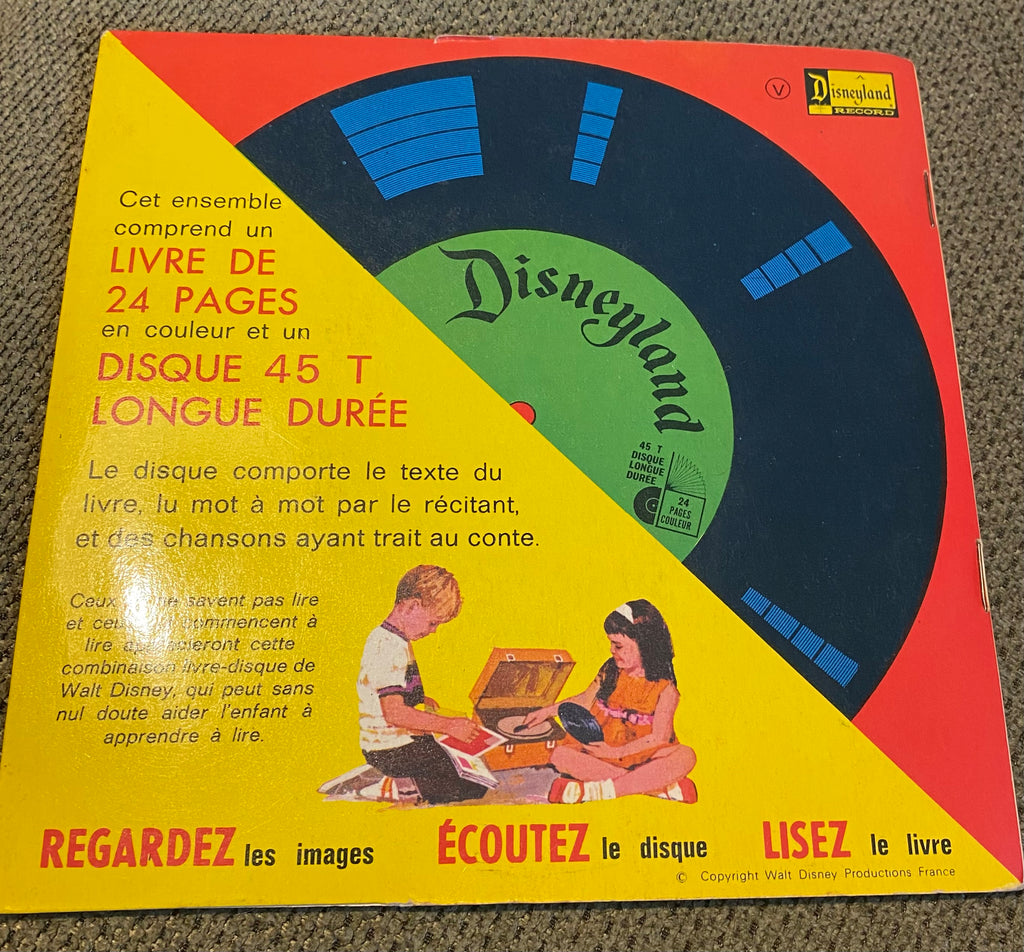 V
Disneyland
RECORD
Cet ensemble
comprend un
LIVRE DE
24 PAGES
en couleur et un
DISQUE 45 T
LONGUE DURÉE
Le disque comporte le texte du
livre, lu mot à mot par le récitant,
et des chansons ayant trait au conte.
Ceux ne savent pas lire
et commencent à
lire cette
combinaison livre-disque de
Walt Disney, qui peut sans
nul doute aider l'enfant à
apprendre à lire.
Disneyland
45 T
DISQUE
LONGUE
DURÉE
24
PAGES
COULEUR
REGARDEZ les images ÉCOUTEZ le disque LISEZ le livre
© Copyright Walt Disney Productions France